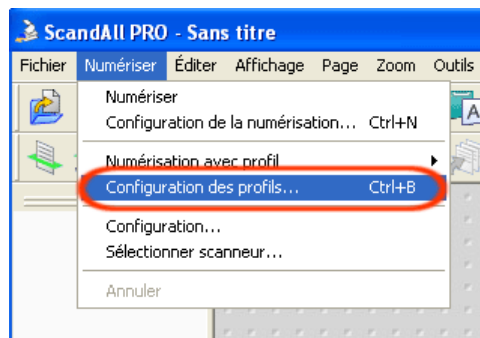 ScandAll PRO - Sans titre
Fichier Numériser Éditer Affichage Page Zoom Outils
Numériser
Configuration de la numérisation... Ctrl+N
Numérisation avec profil
Configuration des profils... Ctrl+B
Configuration...
Sélectionner scanneur...
Annuler
A